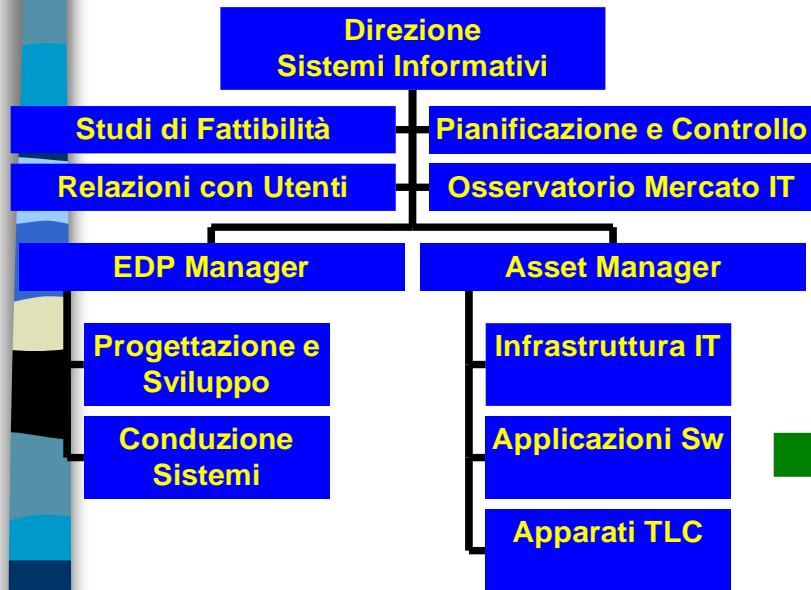 Direzione
Sistemi Informativi
Studi di Fattibilità
Pianificazione e Controllo
Relazioni con Utenti
Osservatorio Mercato IT
EDP Manager
Asset Manager
Progettazione e
Sviluppo
Infrastruttura IT
Conduzione
Sistemi
Applicazioni Sw
Apparati TLC